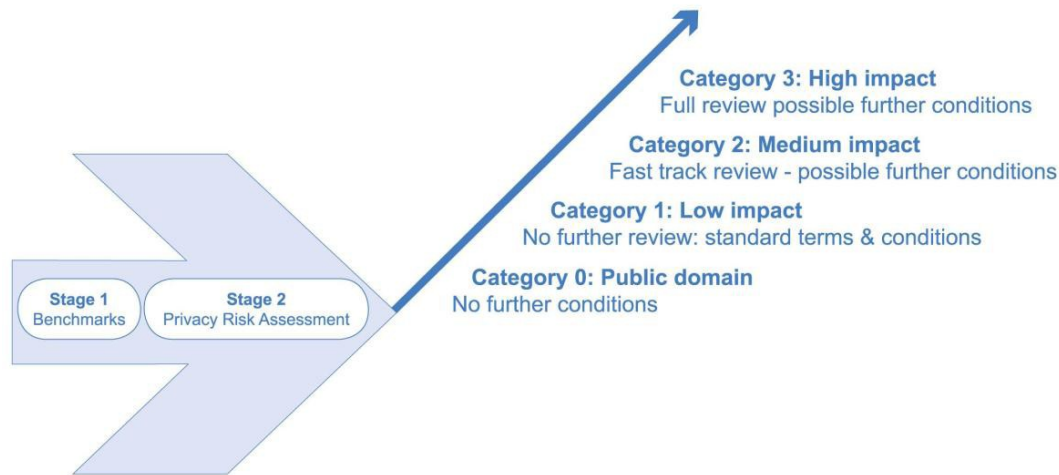 Category 3: High impact
Full review possible further conditions
Category 2: Medium impact
Fast track review - possible further conditions
Category 1: Low impact
No further review: standard terms & conditions
Category 0: Public domain
No further conditions
Stage 1
Benchmarks
Stage 2
Privacy Risk Assessment